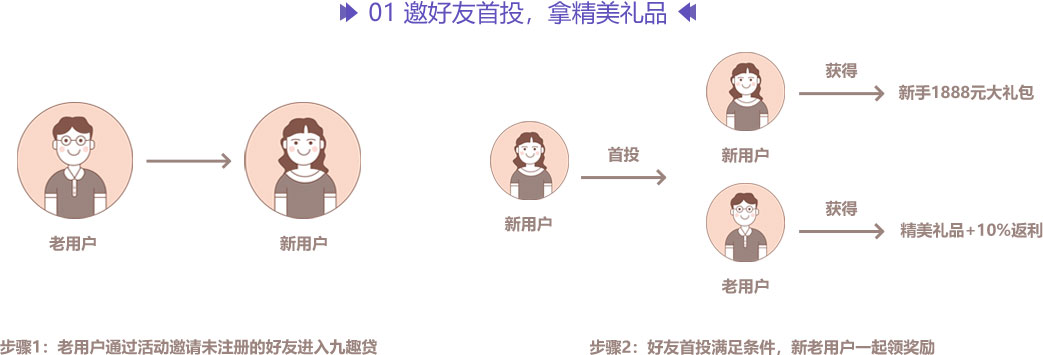 01 邀好友首投，拿精美礼品
老用户
新用户
步骤1：老用户通过活动邀请未注册的好友进入九趣贷
新用户
首投
新用户
获得
新手1888元大礼包
老用户
获得
精美礼品+10%返利
步骤2：好友首投满足条件，新老用户一起领奖励